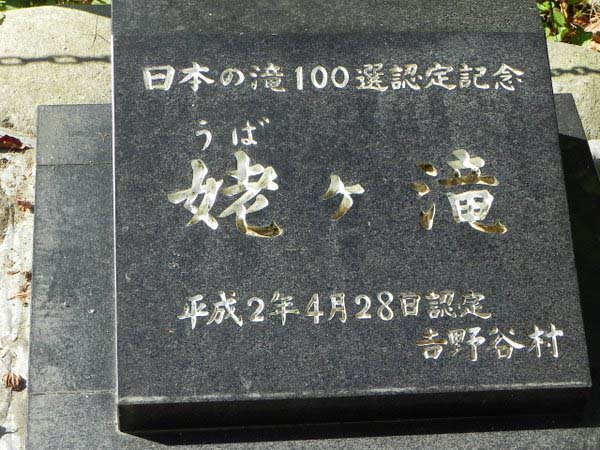 日本の滝100選認定記念
うば
姥ヶ滝
平成2年4月28日認定
吉野谷村